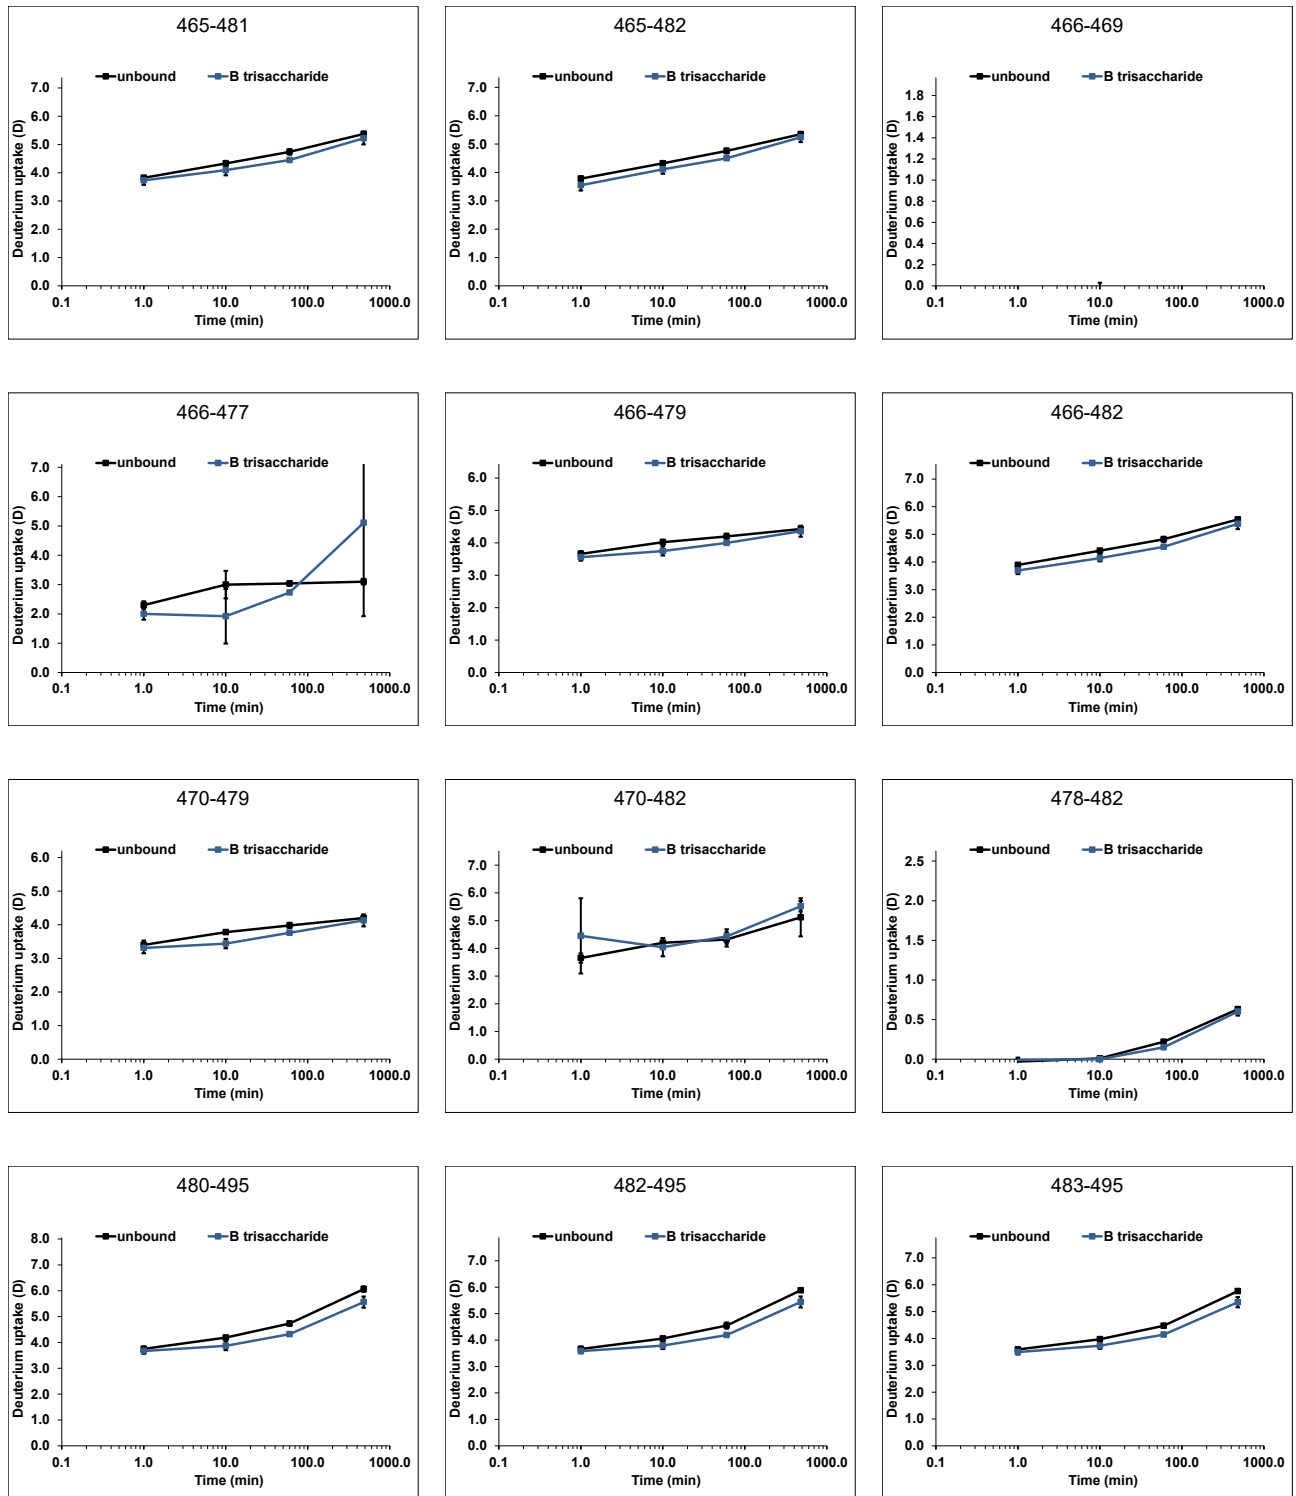 465-481
unbound B trisaccharide
Deuterium uptake (D)
7.0
6.0
5.0
4.0
3.0
2.0
1.0
0.0
0.1 1.0 10.0 100.0 1000.0
Time (min)
465-482
unbound B trisaccharide
Deuterium uptake (D)
7.0
6.0
5.0
4.0
3.0
2.0
1.0
0.0
0.1 1.0 10.0 100.0 1000.0
Time (min)
466-469
unbound B trisaccharide
Deuterium uptake (D)
1.8
1.6
1.4
1.2
1.0
0.8
0.6
0.4
0.2
0.0
0.1 1.0 10.0 100.0 1000.0
Time (min)
466-477
unbound B trisaccharide
Deuterium uptake (D)
7.0
6.0
5.0
4.0
3.0
2.0
1.0
0.0
0.1 1.0 10.0 100.0 1000.0
Time (min)
466-479
unbound B trisaccharide
Deuterium uptake (D)
6.0
5.0
4.0
3.0
2.0
1.0
0.0
0.1 1.0 10.0 100.0 1000.0
Time (min)
466-482
unbound B trisaccharide
Deuterium uptake (D)
7.0
6.0
5.0
4.0
3.0
2.0
1.0
0.0
0.1 1.0 10.0 100.0 1000.0
Time (min)
470-479
unbound B trisaccharide
Deuterium uptake (D)
6.0
5.0
4.0
3.0
2.0
1.0
0.0
0.1 1.0 10.0 100.0 1000.0
Time (min)
470-482
unbound B trisaccharide
Deuterium uptake (D)
7.0
6.0
5.0
4.0
3.0
2.0
1.0
0.0
0.1 1.0 10.0 100.0 1000.0
Time (min)
478-482
unbound B trisaccharide
Deuterium uptake (D)
2.5
2.0
1.5
1.0
0.5
0.0
0.1 1.0 10.0 100.0 1000.0
Time (min)
480-495
unbound B trisaccharide
Deuterium uptake (D)
8.0
7.0
6.0
5.0
4.0
3.0
2.0
1.0
0.0
0.1 1.0 10.0 100.0 1000.0
Time (min)
482-495
unbound B trisaccharide
Deuterium uptake (D)
7.0
6.0
5.0
4.0
3.0
2.0
1.0
0.0
0.1 1.0 10.0 100.0 1000.0
Time (min)
483-495
unbound B trisaccharide
Deuterium uptake (D)
7.0
6.0
5.0
4.0
3.0
2.0
1.0
0.0
0.1 1.0 10.0 100.0 1000.0
Time (min)